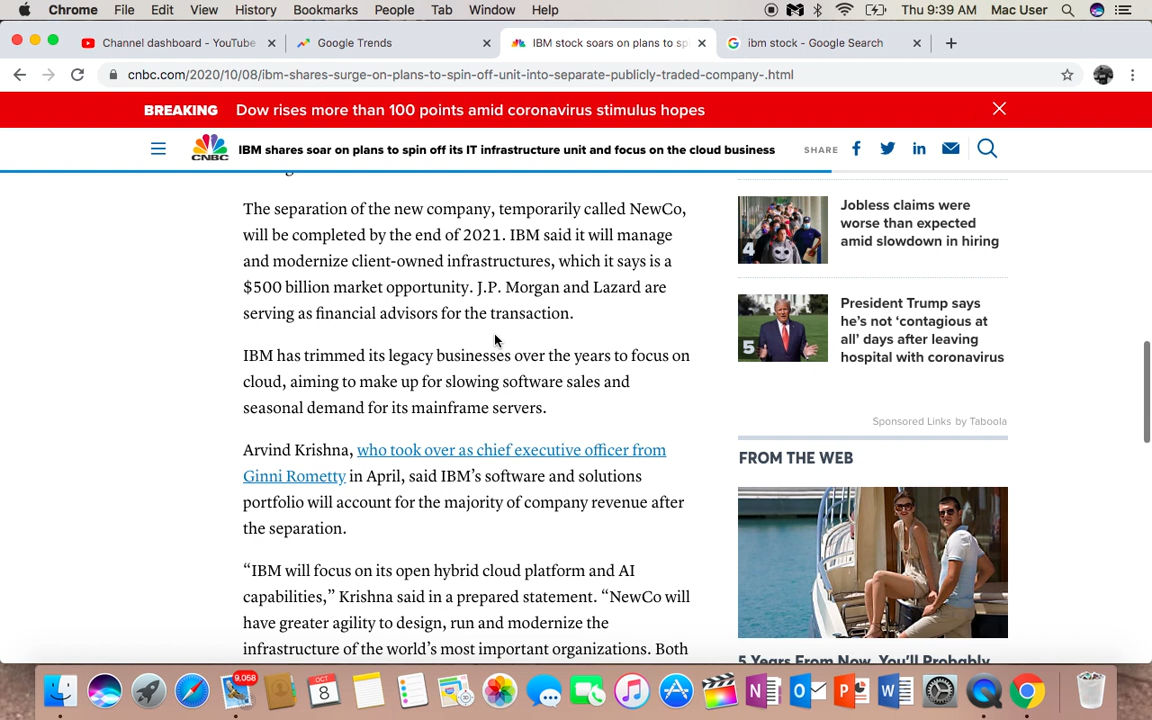 Chrome File Edit View History Bookmarks People Tab Window Help Thu 9:39 AM Mac User
Channel dashboard - YouTube
Google Trends
IBM stock soars on plans to sp
ibm stock - Google Search
cnbc.com/2020/10/08/ibm-shares-surge-on-plans-to-spin-off-unit-into-separate-publicly-traded-company-.html
BREAKING Dow rises more than 100 points amid coronavirus stimulus hopes
CNBC
IBM shares soar on plans to spin off its IT infrastructure unit and focus on the cloud business
SHARE
The separation of the new company, temporarily called NewCo,
will be completed by the end of 2021. IBM said it will manage
and modernize client-owned infrastructures, which it says is a
$500 billion market opportunity. J.P. Morgan and Lazard are
serving as financial advisors for the transaction.
IBM has trimmed its legacy businesses over the years to focus on
cloud, aiming to make up for slowing software sales and
seasonal demand for its mainframe servers.
Arvind Krishna, who took over as chief executive officer from
Ginni Rometty in April, said IBM’s software and solutions
portfolio will account for the majority of company revenue after
the separation.
“IBM will focus on its open hybrid cloud platform and AI
capabilities,” Krishna said in a prepared statement. “NewCo will
have greater agility to design, run and modernize the
infrastructure of the world’s most important organizations. Both
4
Jobless claims were
worse than expected
amid slowdown in hiring
5
President Trump says
he’s not ‘contagious at
all’ days after leaving
hospital with coronavirus
Sponsored Links by Taboola
FROM THE WEB
5 Years From Now, You’ll Probably
9,058
OCT
8
N
O
P
W